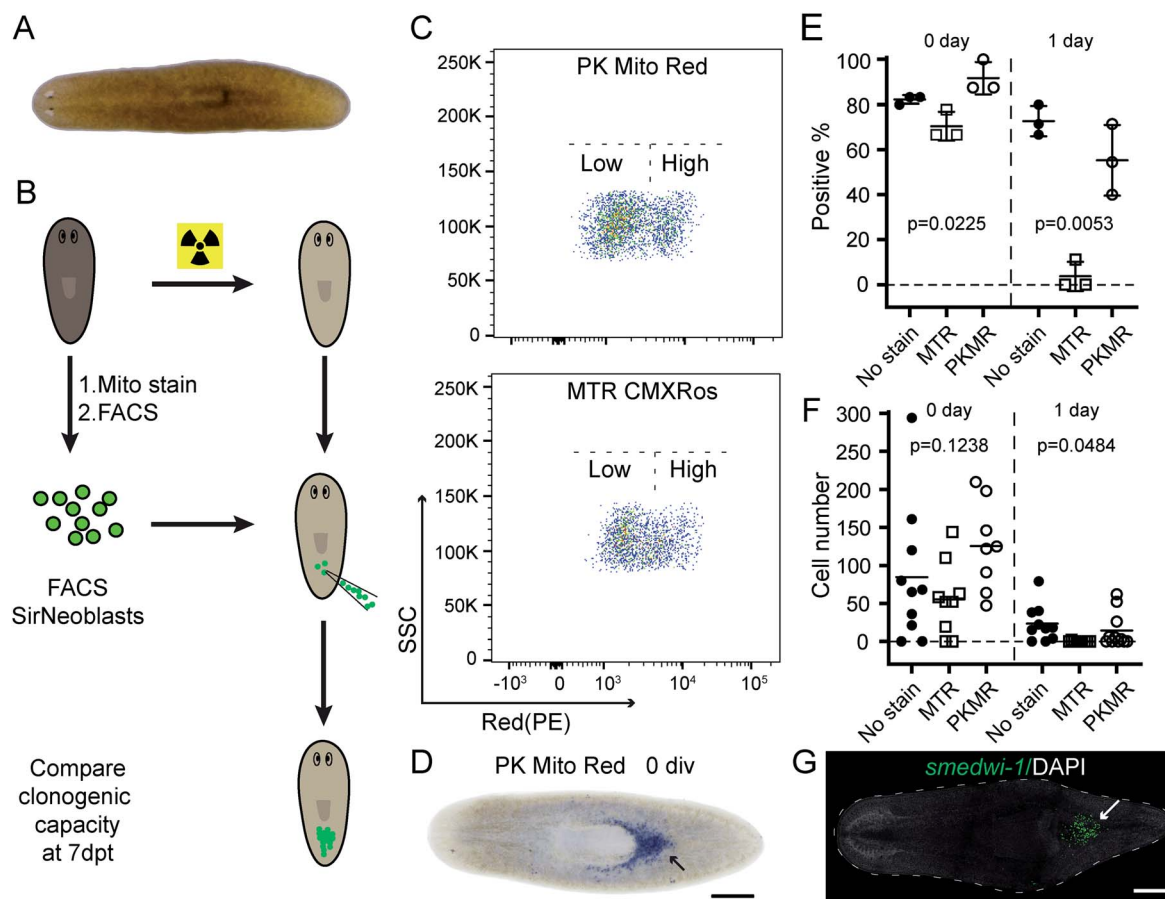 A
B
1.Mito stain
2.FACS
FACS
SirNeoblasts
Compare
clonogenic
capacity
at 7dpt
C
PK Mito Red
250K
200K
150K
100K
50K
0
Low
High
MTR CMXRos
250K
200K
150K
100K
50K
0
Low
High
SSC
-10³ 0 10³ 10⁴ 10⁵
Red(PE)
D
PK Mito Red 0 div
E
0 day
1 day
Positive %
100
80
60
40
20
0
p=0.0225
p=0.0053
No stain
MTR
PKMR
No stain
MTR
PKMR
F
0 day
1 day
Cell number
300
250
200
150
100
50
0
p=0.1238
p=0.0484
No stain
MTR
PKMR
No stain
MTR
PKMR
G
smedwi-1/DAPI